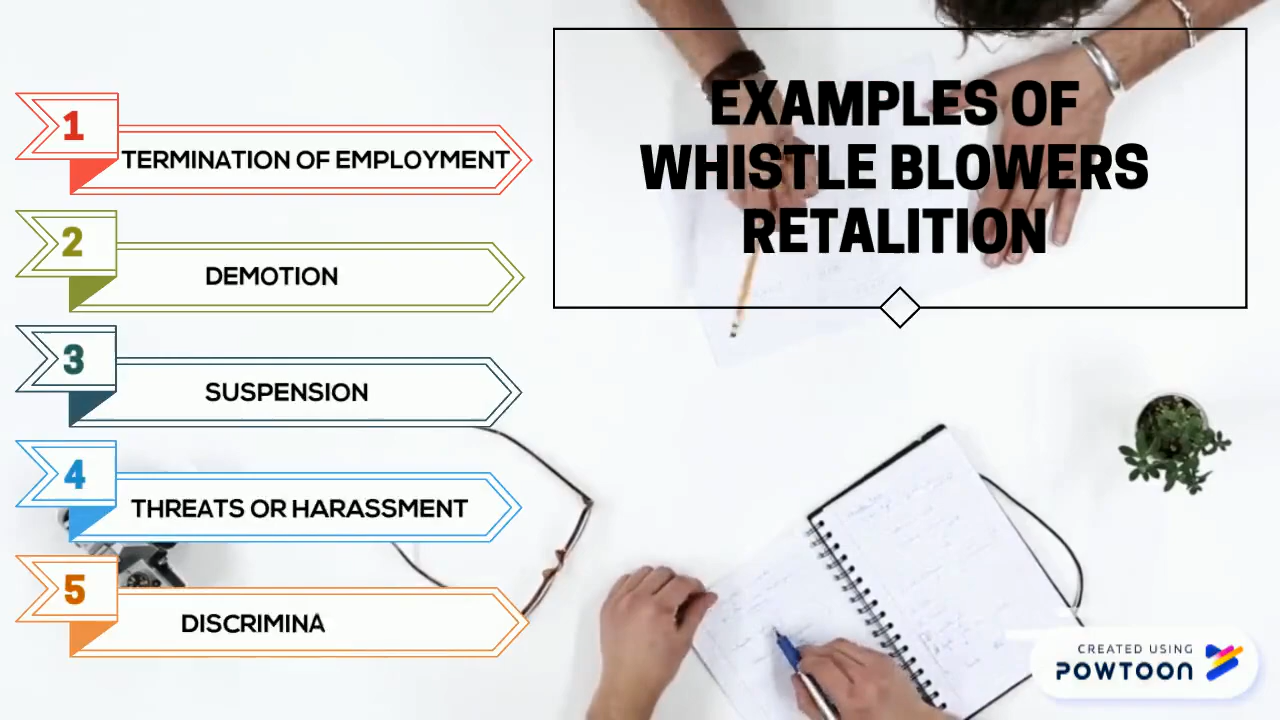 EXAMPLES OF
WHISTLE BLOWERS
RETALITION
1
TERMINATION OF EMPLOYMENT
2
DEMOTION
3
SUSPENSION
4
THREATS OR HARASSMENT
5
DISCRIMINA
CREATED USING
POWTOON